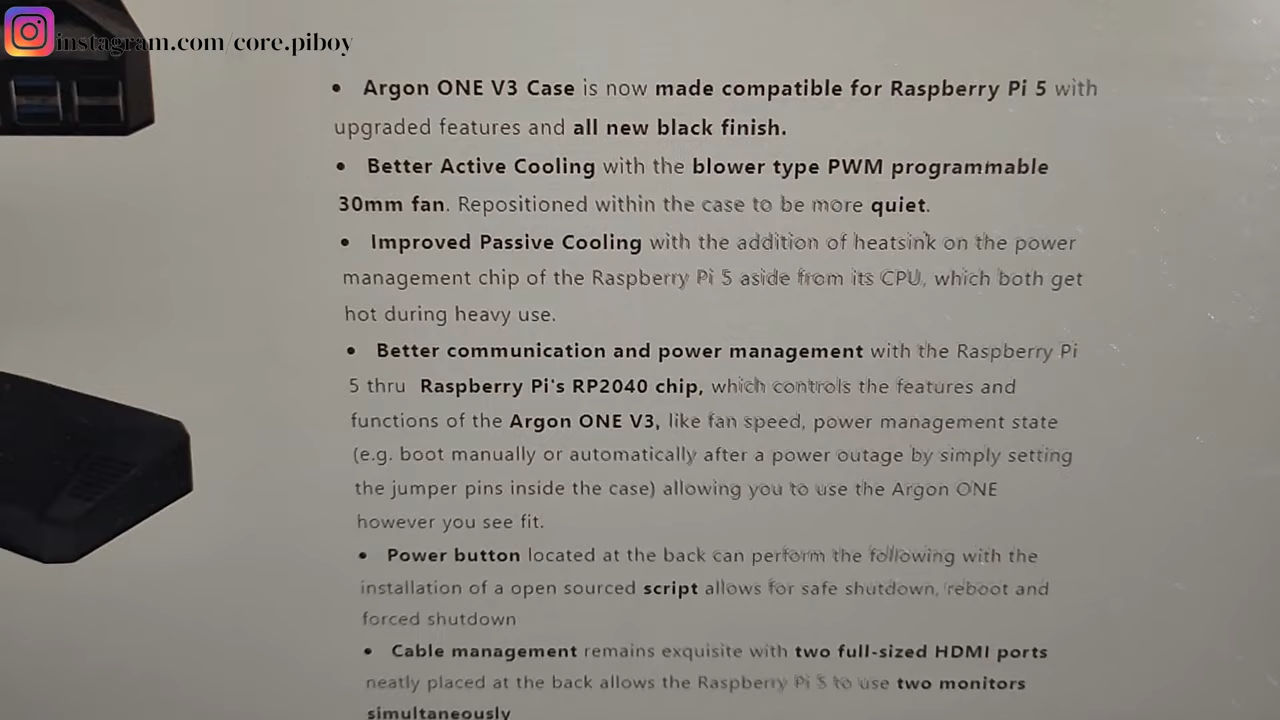 instagram.com/core.piboy
• Argon ONE V3 Case is now made compatible for Raspberry Pi 5 with
upgraded features and all new black finish.
• Better Active Cooling with the blower type PWM programmable
30mm fan. Repositioned within the case to be more quiet.
• Improved Passive Cooling with the addition of heatsink on the power
management chip of the Raspberry Pi 5 aside from its CPU, which both get
hot during heavy use.
• Better communication and power management with the Raspberry Pi
5 thru Raspberry Pi's RP2040 chip, which controls the features and
functions of the Argon ONE V3, like fan speed, power management state
(e.g. boot manually or automatically after a power outage by simply setting
the jumper pins inside the case) allowing you to use the Argon ONE
however you see fit.
• Power button located at the back can perform the following with the
installation of a open sourced script allows for safe shutdown, reboot and
forced shutdown
• Cable management remains exquisite with two full-sized HDMI ports
neatly placed at the back allows the Raspberry Pi 5 to use two monitors
simultaneously